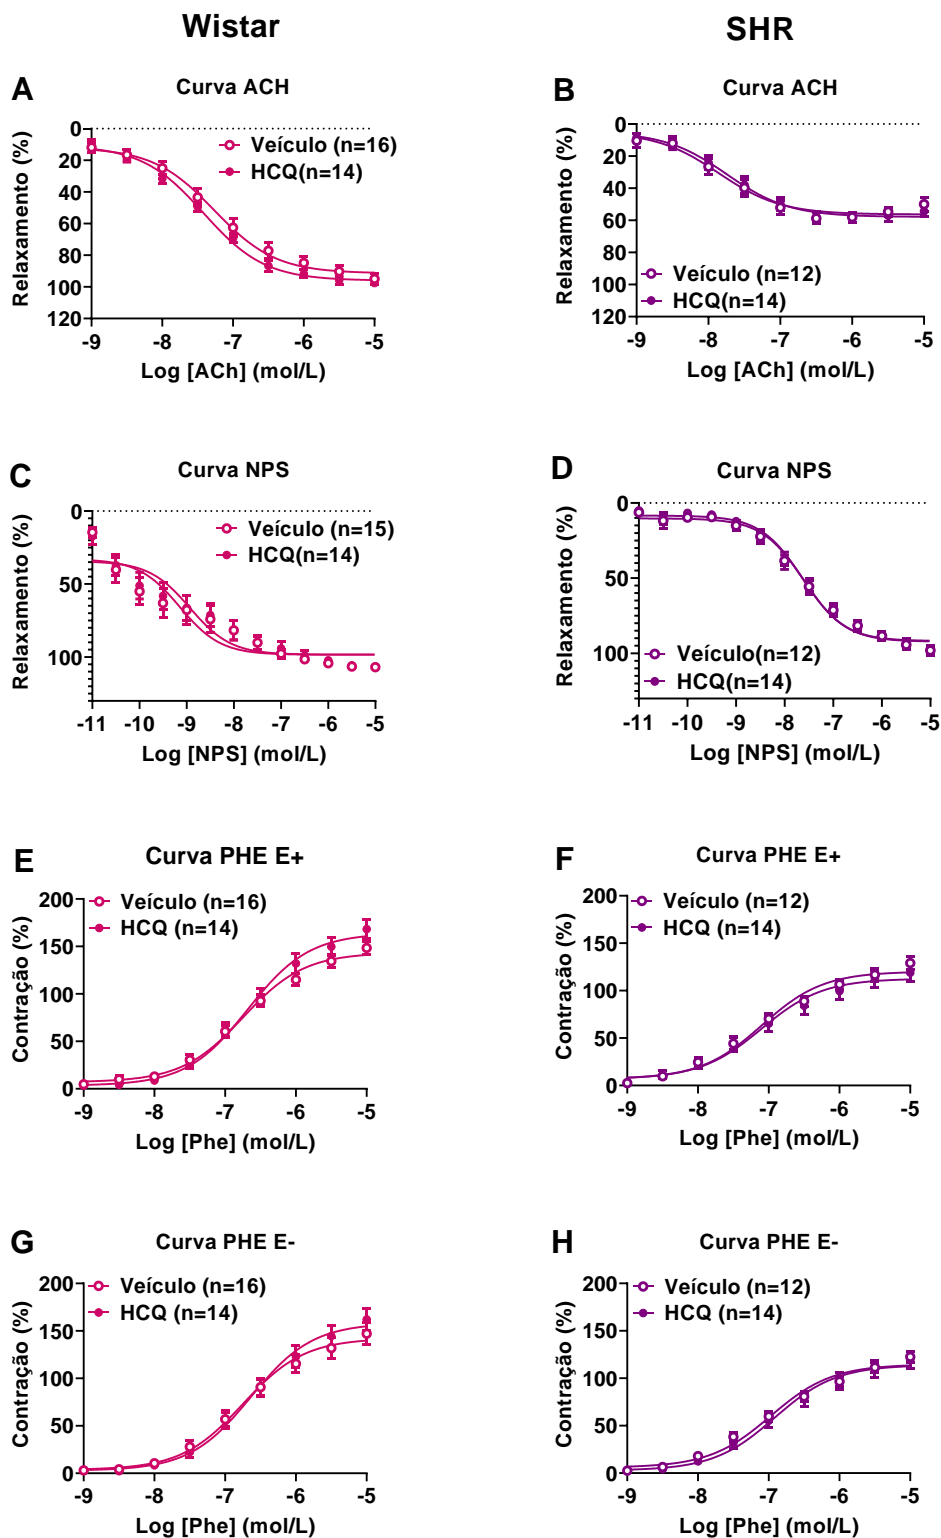 Wistar
SHR
A
Curva ACH
Relaxamento (%)
0
20
40
60
80
100
120
Veículo (n=16)
HCQ(n=14)
-9
-8
-7
-6
-5
Log [ACh] (mol/L)
B
Curva ACH
Relaxamento (%)
0
20
40
60
80
100
120
Veículo (n=12)
HCQ(n=14)
-9
-8
-7
-6
-5
Log [ACh] (mol/L)
C
Curva NPS
Relaxamento (%)
0
50
100
Veículo (n=15)
HCQ(n=14)
-11
-10
-9
-8
-7
-6
-5
Log [NPS] (mol/L)
D
Curva NPS
Relaxamento (%)
0
50
100
Veículo(n=12)
HCQ(n=14)
-11
-10
-9
-8
-7
-6
-5
Log [NPS] (mol/L)
E
Curva PHE E+
Contração (%)
200
150
100
50
0
Veículo (n=16)
HCQ (n=14)
-9
-8
-7
-6
-5
Log [Phe] (mol/L)
F
Curva PHE E+
Contração (%)
200
150
100
50
0
Veículo (n=12)
HCQ (n=14)
-9
-8
-7
-6
-5
Log [Phe] (mol/L)
G
Curva PHE E-
Contração (%)
200
150
100
50
0
Veículo (n=16)
HCQ (n=14)
-9
-8
-7
-6
-5
Log [Phe] (mol/L)
H
Curva PHE E-
Contração (%)
200
150
100
50
0
Veículo (n=12)
HCQ (n=14)
-9
-8
-7
-6
-5
Log [Phe] (mol/L)